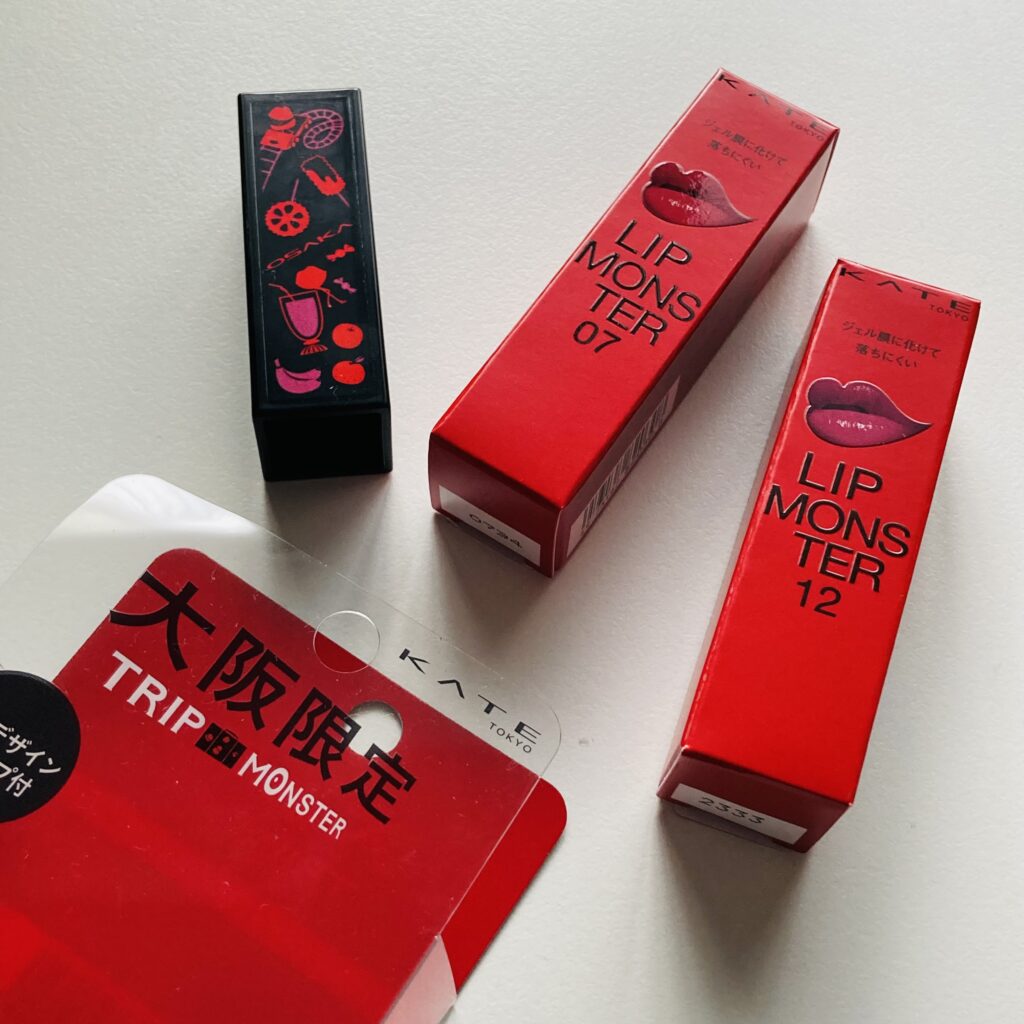 OSAKA
KATE
TOKYO
ジェル膜に化けて
落ちにくい
LIP
MONS
TER
07
0734
KATE
TOKYO
ジェル膜に化けて
落ちにくい
LIP
MONS
TER
12
2333
KATE
TOKYO
大阪限定
TRIP
MONSTER
デザイン
プ付